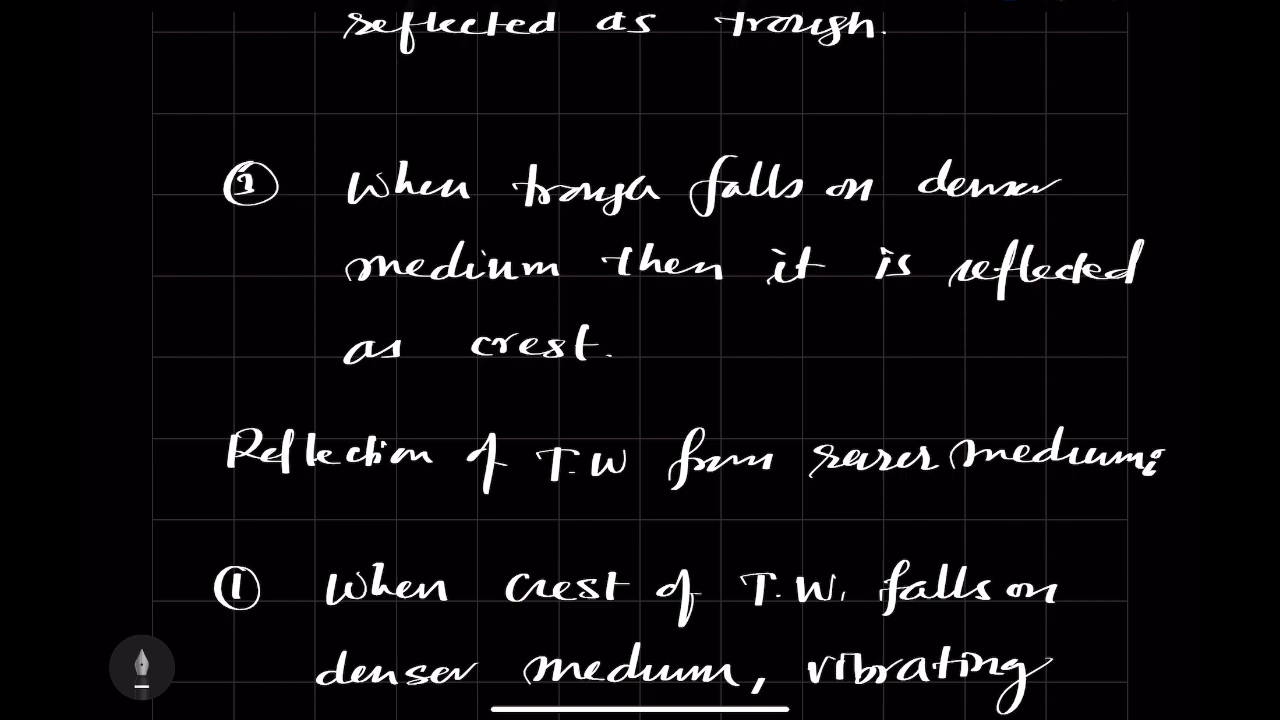 reflected as trough.
② When trough falls on denser
medium then it is reflected
as crest.
Reflection of T.W from rarer medium:
① When crest of T.W. falls on
denser medium, vibrating